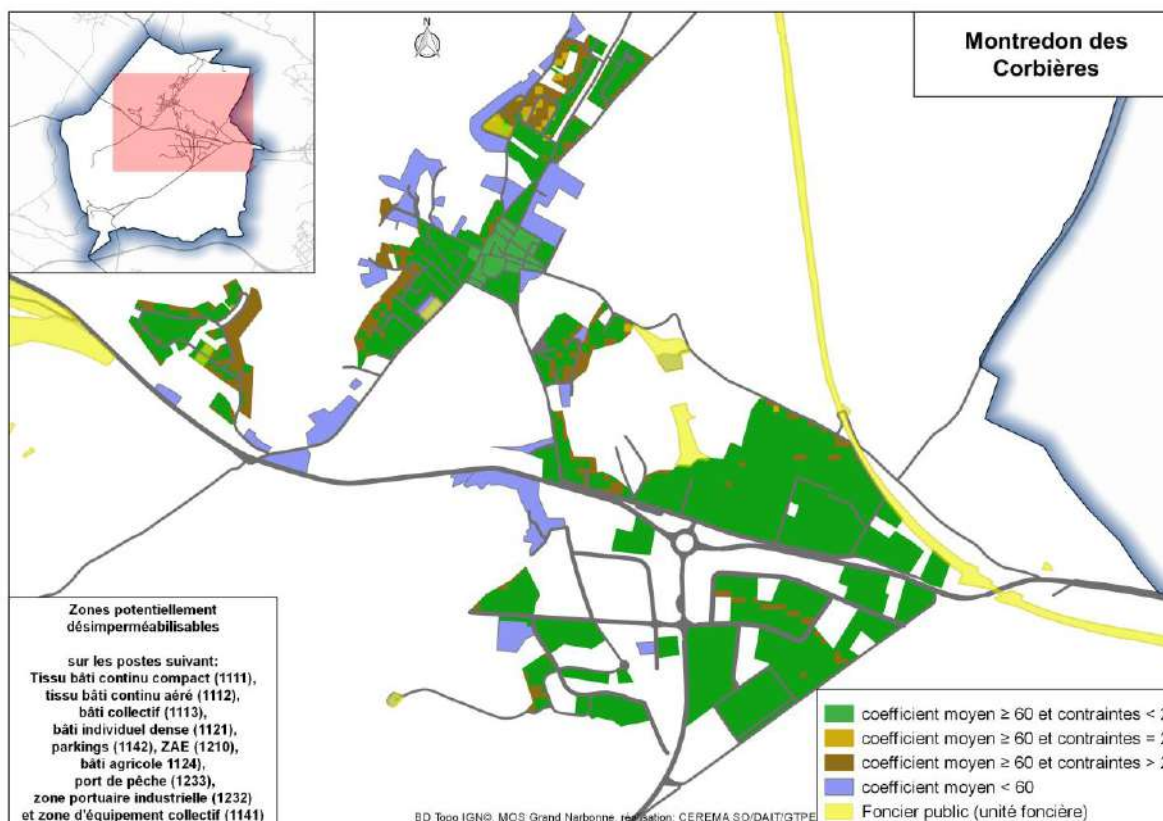 N
Montredon des
Corbières
Zones potentiellement
désimperméabilisables
sur les postes suivant:
Tissu bâti continu compact (1111),
tissu bâti continu aéré (1112),
bâti collectif (1113),
bâti individuel dense (1121),
parkings (1142), ZAE (1210),
bâti agricole 1124),
port de pêche (1233),
zone portuaire industrielle (1232)
et zone d'équipement collectif (1141)
coefficient moyen ≥ 60 et contraintes < 2
coefficient moyen ≥ 60 et contraintes = 2
coefficient moyen ≥ 60 et contraintes > 2
coefficient moyen < 60
Foncier public (unité foncière)
BD Topo IGN©, MOS Grand Narbonne, réalisation: CEREMA SO/DAIT/GTPE